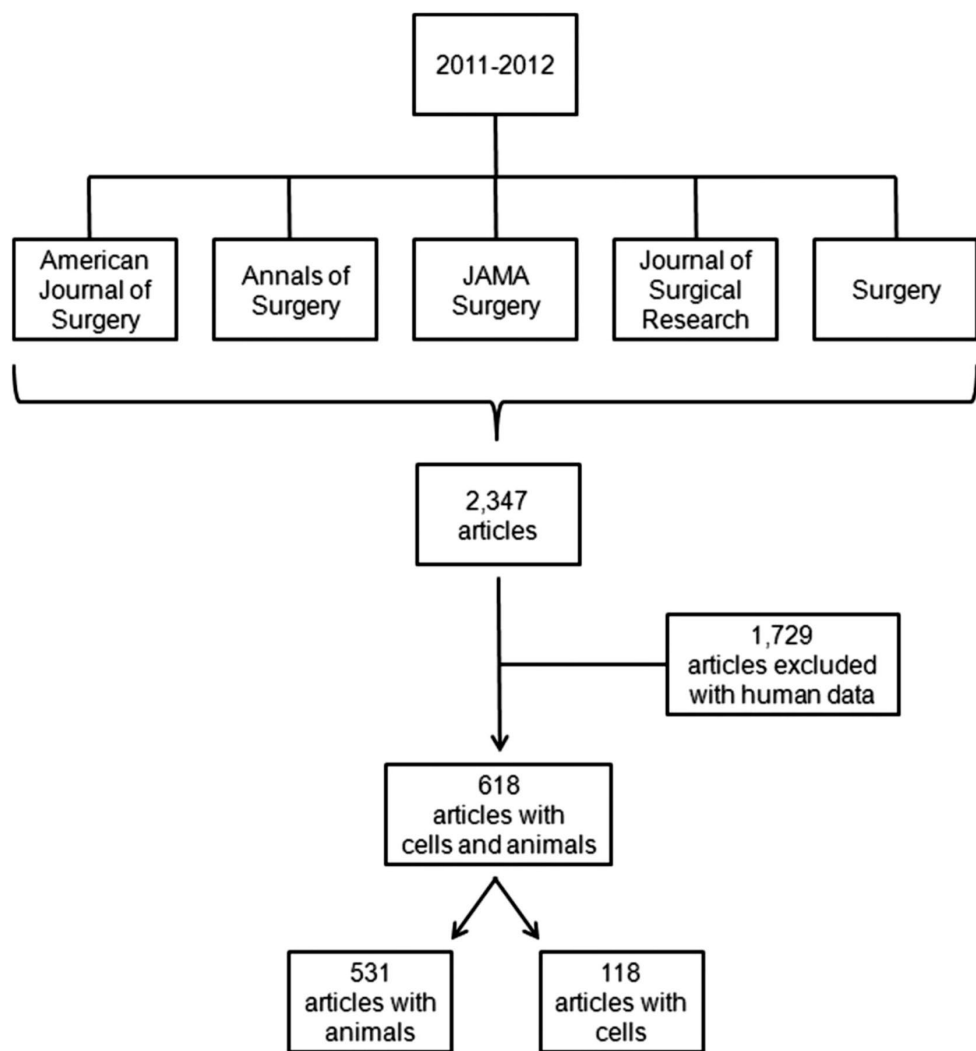 2011-2012
American
Journal of
Surgery
Annals of
Surgery
JAMA
Surgery
Journal of
Surgical
Research
Surgery
2,347
articles
1,729
articles excluded
with human data
618
articles with
cells and animals
531
articles with
animals
118
articles with
cells